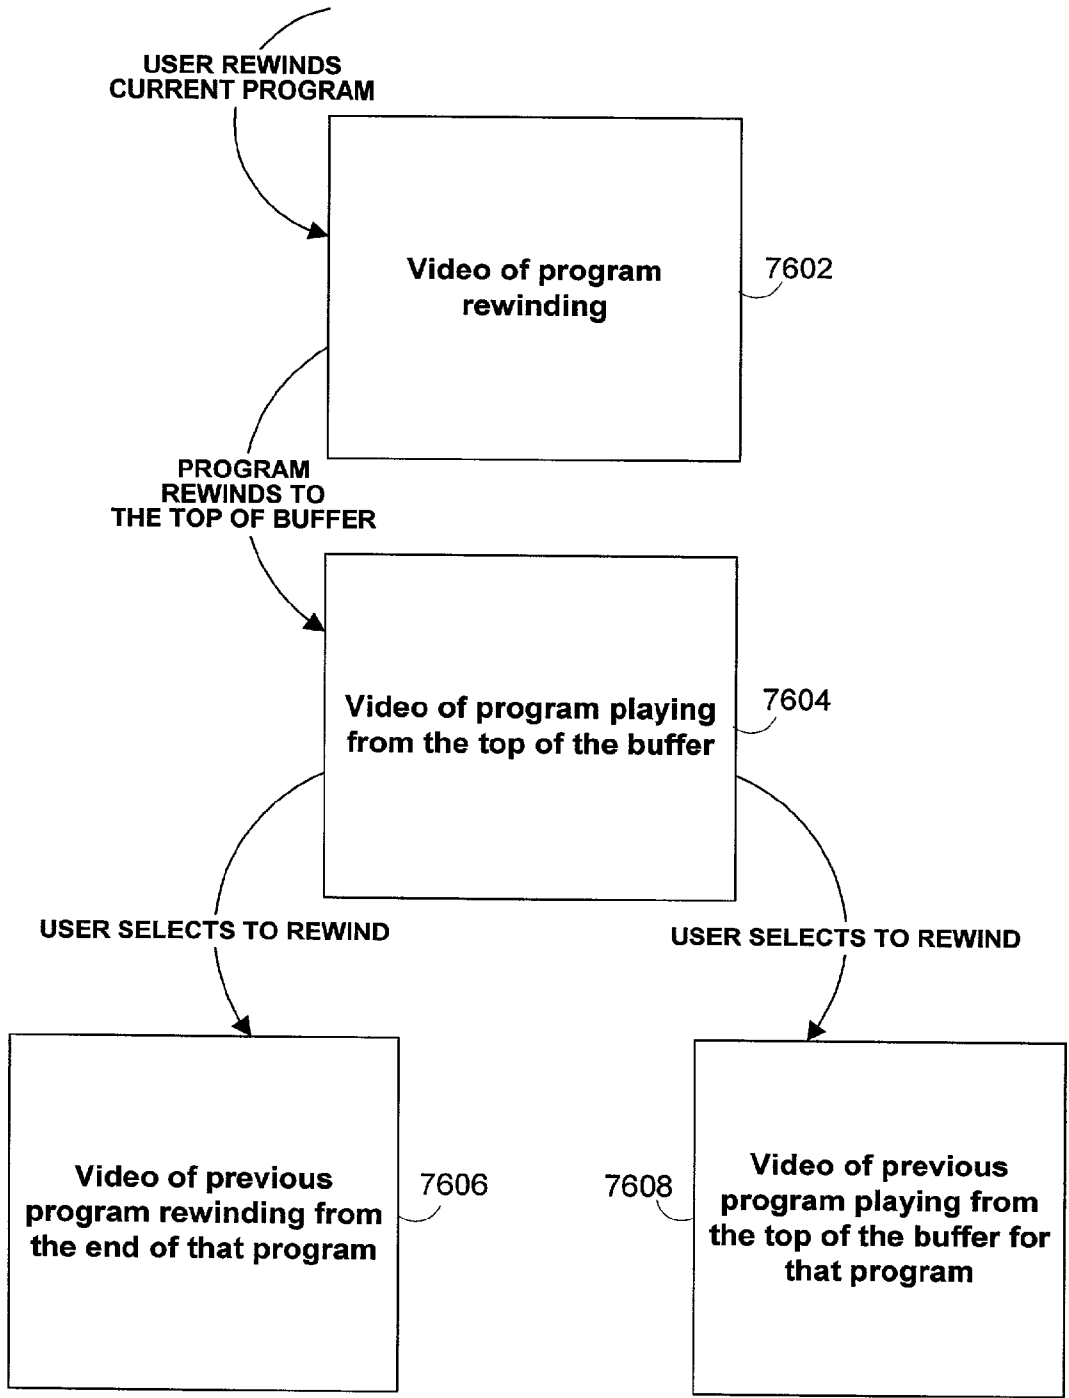 USER REWINDS
CURRENT PROGRAM
Video of program
rewinding
7602
PROGRAM
REWINDS TO
THE TOP OF BUFFER
Video of program playing
from the top of the buffer
7604
USER SELECTS TO REWIND
USER SELECTS TO REWIND
Video of previous
program rewinding from
the end of that program
7606
7608
Video of previous
program playing from
the top of the buffer for
that program